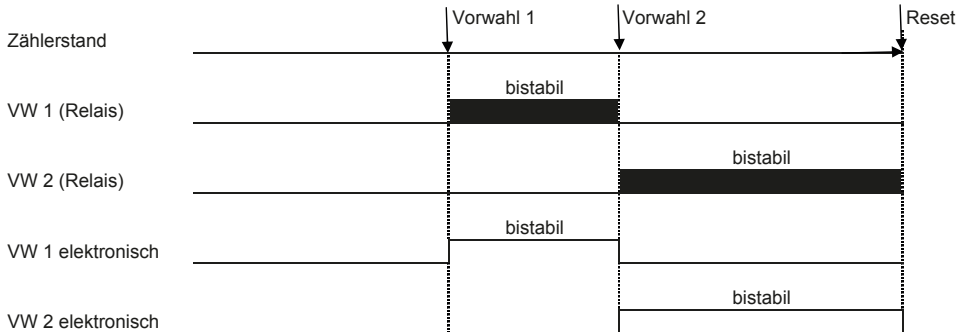 Vorwahl 1
Vorwahl 2
Reset
Zählerstand
bistabil
VW 1 (Relais)
bistabil
VW 2 (Relais)
bistabil
VW 1 elektronisch
bistabil
VW 2 elektronisch